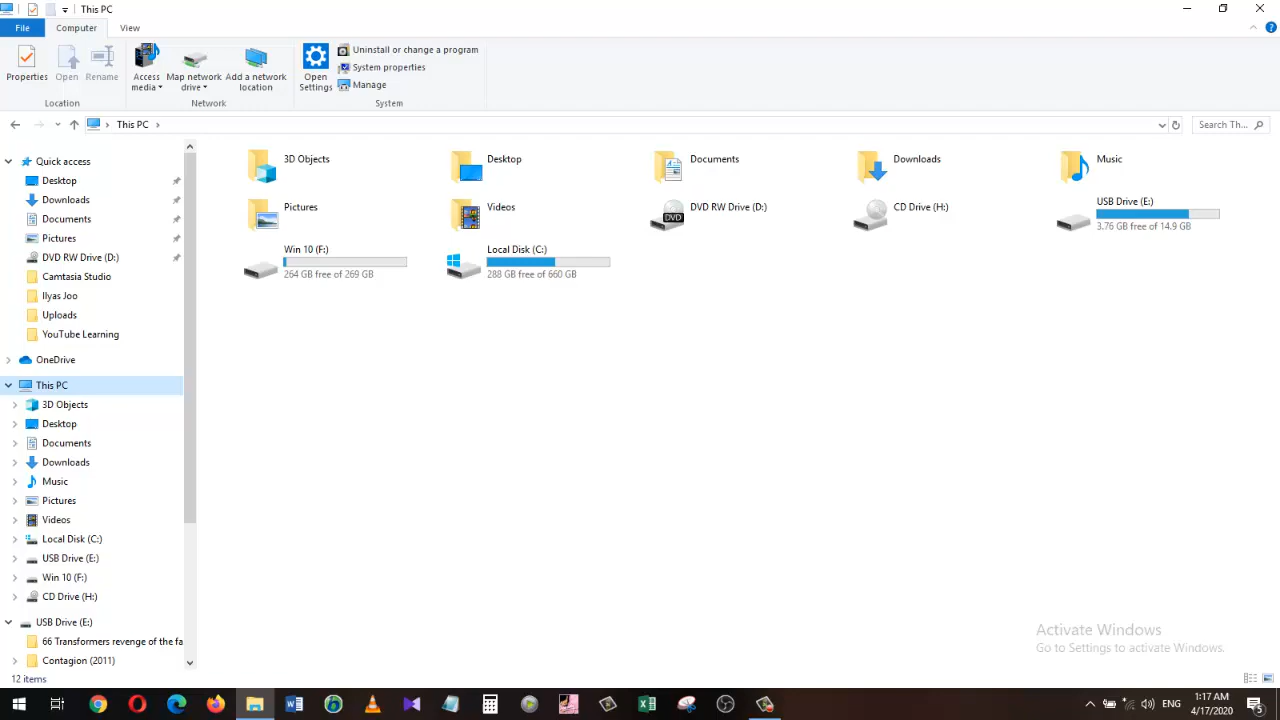 This PC
File
Computer
View
Properties
Open
Rename
Access media
Map network drive
Add a network location
Open Settings
Uninstall or change a program
System properties
Manage
Location
Network
System
This PC
Search Th...
Quick access
Desktop
Downloads
Documents
Pictures
DVD RW Drive (D:)
Camtasia Studio
Ilyas Joo
Uploads
YouTube Learning
OneDrive
This PC
3D Objects
Desktop
Documents
Downloads
Music
Pictures
Videos
Local Disk (C:)
USB Drive (E:)
Win 10 (F:)
CD Drive (H:)
USB Drive (E:)
66 Transformers revenge of the fa
Contagion (2011)
12 items
3D Objects
Desktop
Documents
Downloads
Music
Pictures
Videos
DVD
DVD RW Drive (D:)
CD Drive (H:)
USB Drive (E:)
3.76 GB free of 14.9 GB
Win 10 (F:)
264 GB free of 269 GB
Local Disk (C:)
288 GB free of 660 GB
Activate Windows
Go to Settings to activate Windows.
ENG
1:17 AM
4/17/2020
3